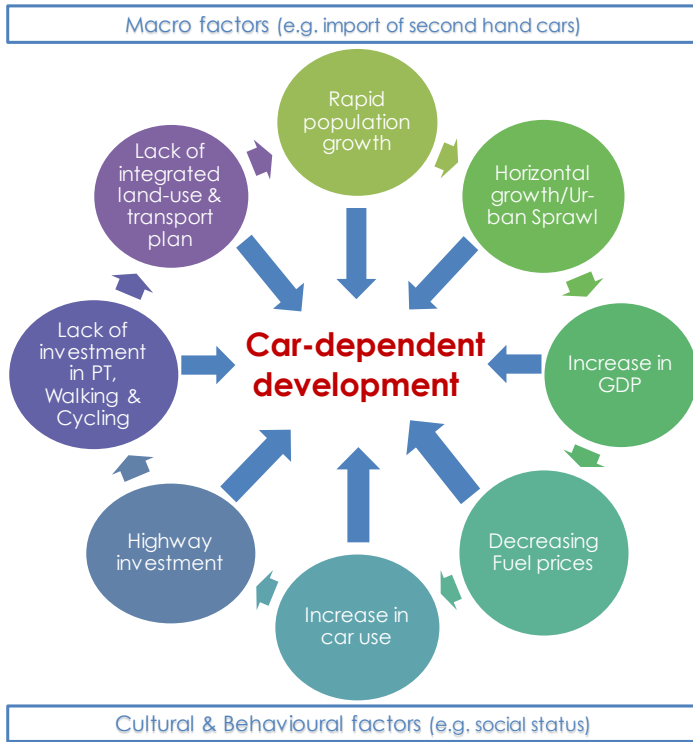 Macro factors (e.g. import of second hand cars)
Rapid
population
growth
Horizontal
growth/Ur-
ban Sprawl
Increase in
GDP
Decreasing
Fuel prices
Increase in
car use
Highway
investment
Lack of
investment
in PT,
Walking &
Cycling
Lack of
integrated
land-use &
transport
plan
Car-dependent
development
Cultural & Behavioural factors (e.g. social status)